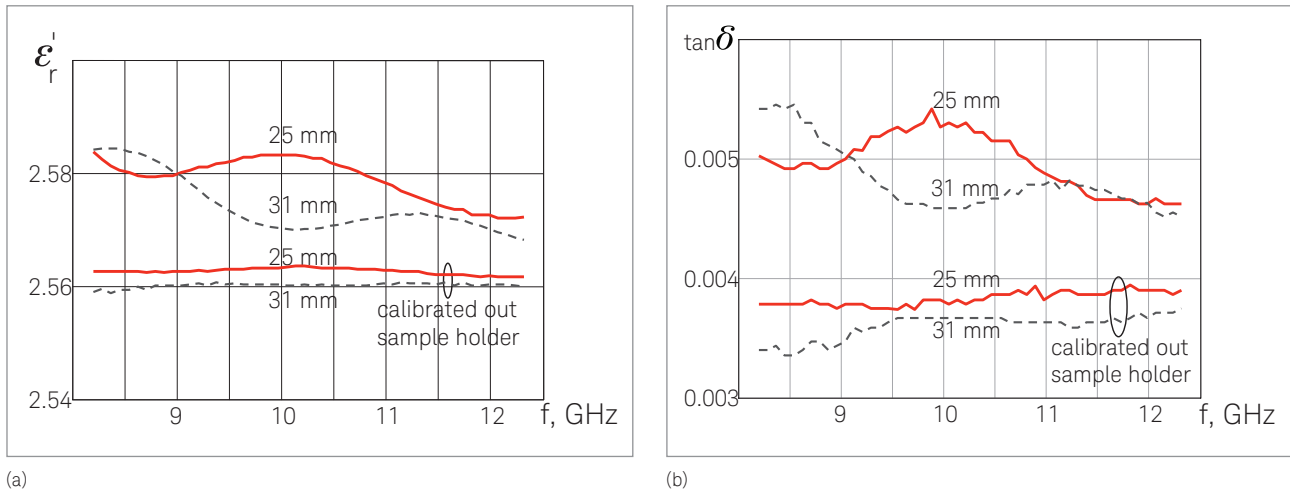 ε'r
2.58
2.56
2.54
25 mm
31 mm
25 mm
31 mm
calibrated out
sample holder
9
10
11
12
f, GHz
(a)
tanδ
0.005
0.004
0.003
25 mm
31 mm
25 mm
31 mm
calibrated out
sample holder
9
10
11
12
f, GHz
(b)